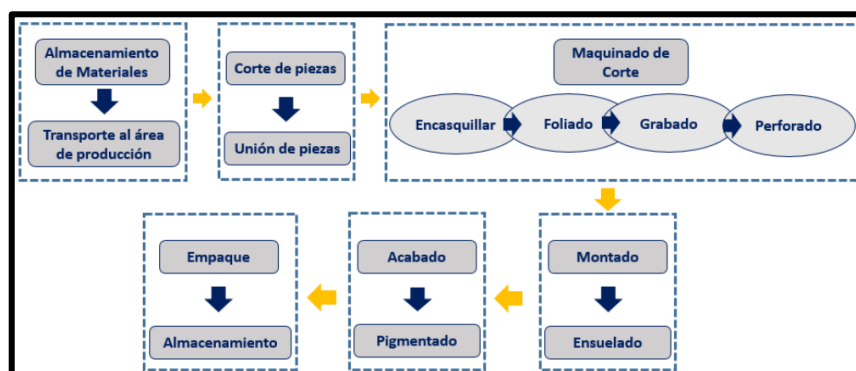 Almacenamiento
de Materiales
Transporte al área
de producción
Corte de piezas
Unión de piezas
Maquinado de
Corte
Encasquillar
Foliado
Grabado
Perforado
Empaque
Almacenamiento
Acabado
Pigmentado
Montado
Ensuelado